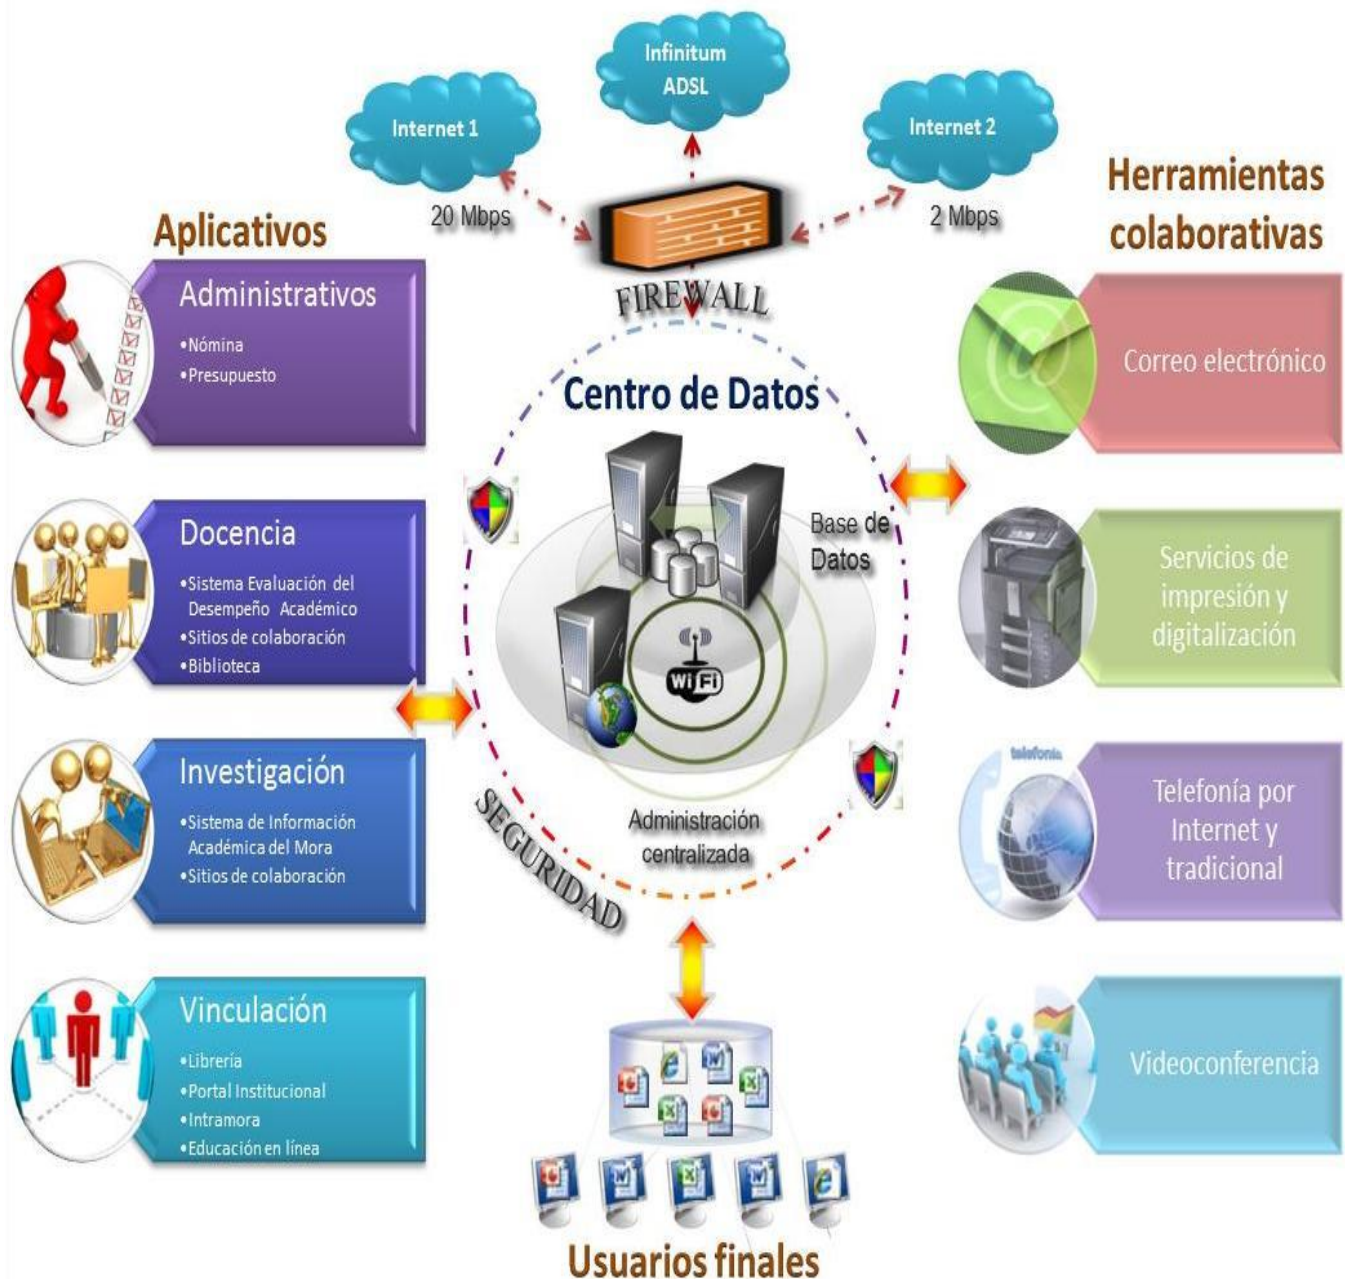 Infinitum
ADSL
Internet 1
Internet 2
20 Mbps
2 Mbps
FIREWALL
Aplicativos
Administrativos
•Nómina
•Presupuesto
Docencia
•Sistema Evaluación del
Desempeño Académico
•Sitios de colaboración
•Biblioteca
Investigación
•Sistema de Información
Académica del Mora
•Sitios de colaboración
Vinculación
•Librería
•Portal Institucional
•Intramora
•Educación en línea
Centro de Datos
Base de
Datos
Wi Fi
Administración
centralizada
SEGURIDAD
Usuarios finales
Herramientas
colaborativas
@
Correo electrónico
Servicios de
impresión y
digitalización
telefonía
Telefonía por
Internet y
tradicional
Videoconferencia